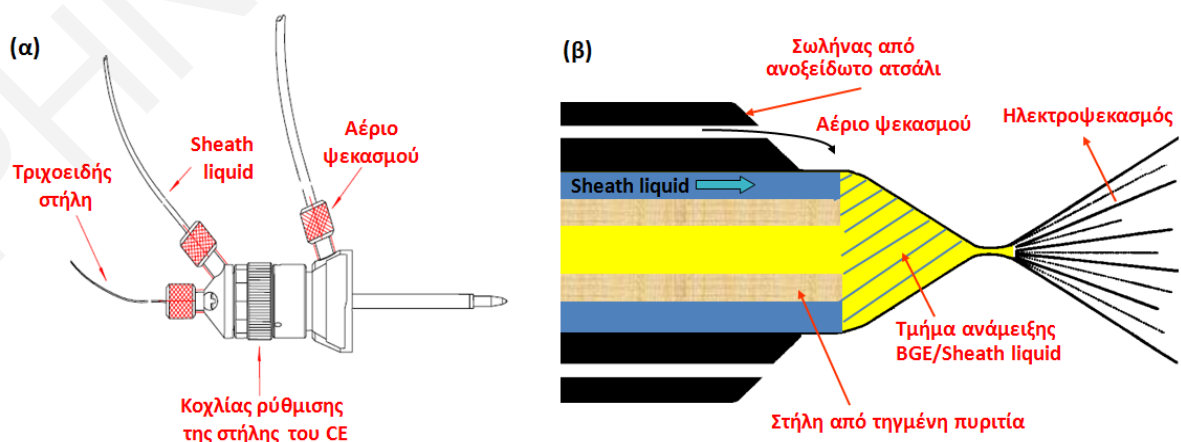 (α)
Sheath
liquid
Τριχοειδής
στήλη
Αέριο
ψεκασμού
Κοχλίας ρύθμισης
της στήλης του CE
(β)
Σωλήνας από
ανοξείδωτο ατσάλι
Αέριο ψεκασμού
Ηλεκτροψεκασμός
Sheath liquid
Τμήμα ανάμειξης
BGE/Sheath liquid
Στήλη από τηγμένη πυριτία